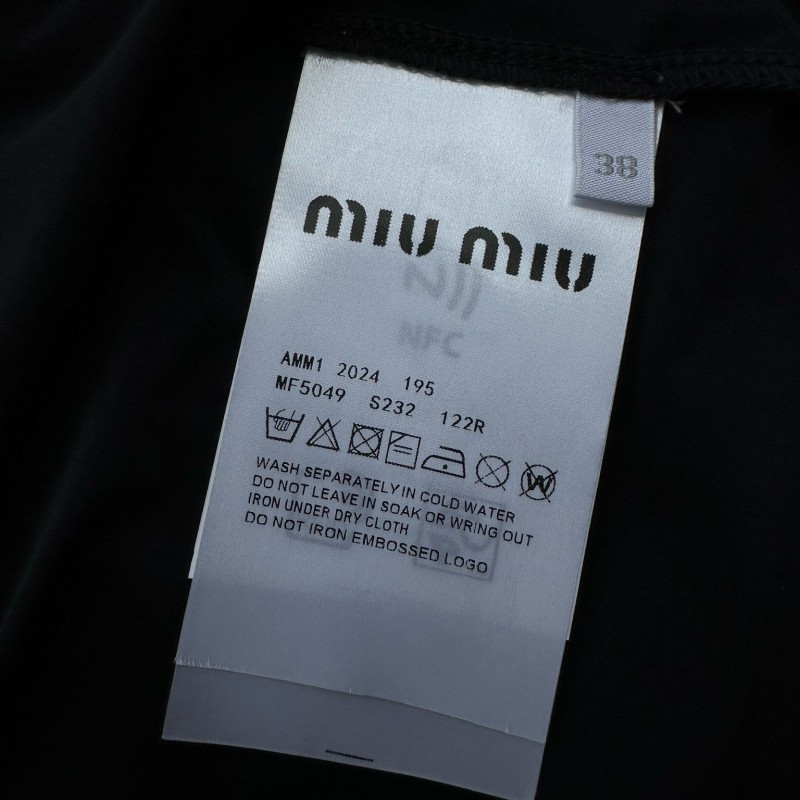 38
miu miu
NFC
AMM1 2024 195
MF5049 S232 122R
W
WASH SEPARATELY IN COLD WATER
DO NOT LEAVE IN SOAK OR WRING OUT
IRON UNDER DRY CLOTH
DO NOT IRON EMBOSSED LOGO